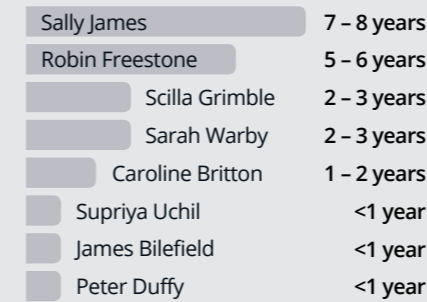 Sally James 7 – 8 years
Robin Freestone 5 – 6 years
Scilla Grimble 2 – 3 years
Sarah Warby 2 – 3 years
Caroline Britton 1 – 2 years
Supriya Uchil <1 year
James Bilefield <1 year
Peter Duffy <1 year